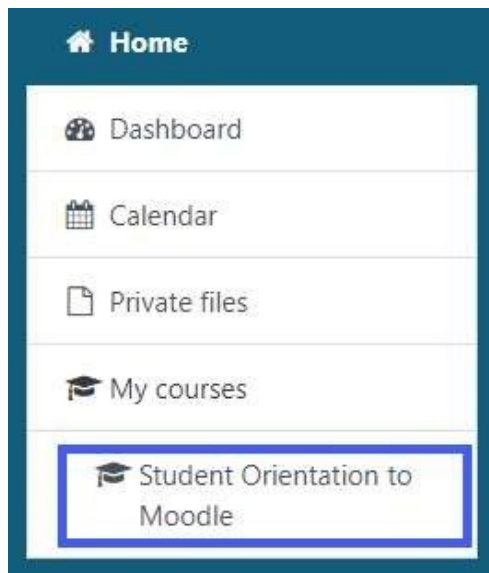 Home
Dashboard
Calendar
Private files
My courses
Student Orientation to
Moodle